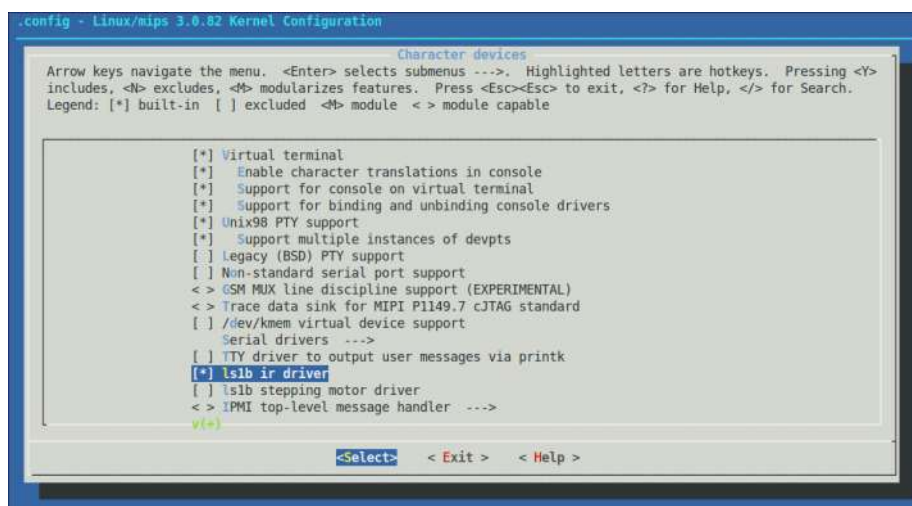 .config - Linux/mips 3.0.82 Kernel Configuration
Character devices
Arrow keys navigate the menu.  <Enter> selects submenus --->.  Highlighted letters are hotkeys.  Pressing <Y>
includes, <N> excludes, <M> modularizes features.  Press <Esc><Esc> to exit, <?> for Help, </> for Search.
Legend: [*] built-in  [ ] excluded  <M> module  < > module capable
[*] Virtual terminal
[*]   Enable character translations in console
[*]   Support for console on virtual terminal
[*]   Support for binding and unbinding console drivers
[*] Unix98 PTY support
[*]   Support multiple instances of devpts
[ ] Legacy (BSD) PTY support
[ ] Non-standard serial port support
< > GSM MUX line discipline support (EXPERIMENTAL)
< > Trace data sink for MIPI P1149.7 cJTAG standard
[ ] /dev/kmem virtual device support
Serial drivers  --->
[ ] TTY driver to output user messages via printk
[*] ls1b ir driver
[ ] ls1b stepping motor driver
< > IPMI top-level message handler  --->
v(+)
<Select>    < Exit >    < Help >